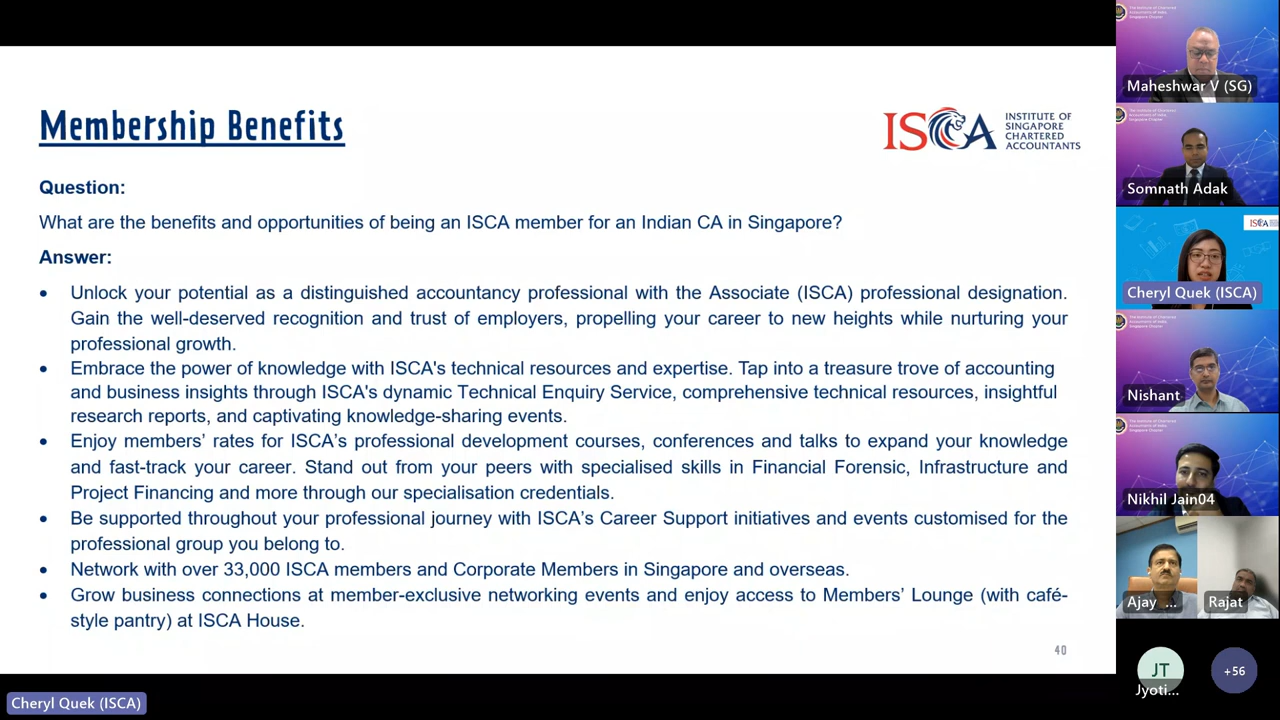 Membership Benefits
ISCA
INSTITUTE OF
SINGAPORE
CHARTERED
ACCOUNTANTS
Question:
What are the benefits and opportunities of being an ISCA member for an Indian CA in Singapore?
Answer:
• Unlock your potential as a distinguished accountancy professional with the Associate (ISCA) professional designation.
Gain the well-deserved recognition and trust of employers, propelling your career to new heights while nurturing your
professional growth.
• Embrace the power of knowledge with ISCA's technical resources and expertise. Tap into a treasure trove of accounting
and business insights through ISCA's dynamic Technical Enquiry Service, comprehensive technical resources, insightful
research reports, and captivating knowledge-sharing events.
• Enjoy members’ rates for ISCA’s professional development courses, conferences and talks to expand your knowledge
and fast-track your career. Stand out from your peers with specialised skills in Financial Forensic, Infrastructure and
Project Financing and more through our specialisation credentials.
• Be supported throughout your professional journey with ISCA’s Career Support initiatives and events customised for the
professional group you belong to.
• Network with over 33,000 ISCA members and Corporate Members in Singapore and overseas.
• Grow business connections at member-exclusive networking events and enjoy access to Members’ Lounge (with café-
style pantry) at ISCA House.
40
Cheryl Quek (ISCA)
Maheshwar V (SG)
Somnath Adak
ISCA
Cheryl Quek (ISCA)
Nishant
Nikhil Jain04
Ajay ...
Rajat
JT
Jyoti...
+56